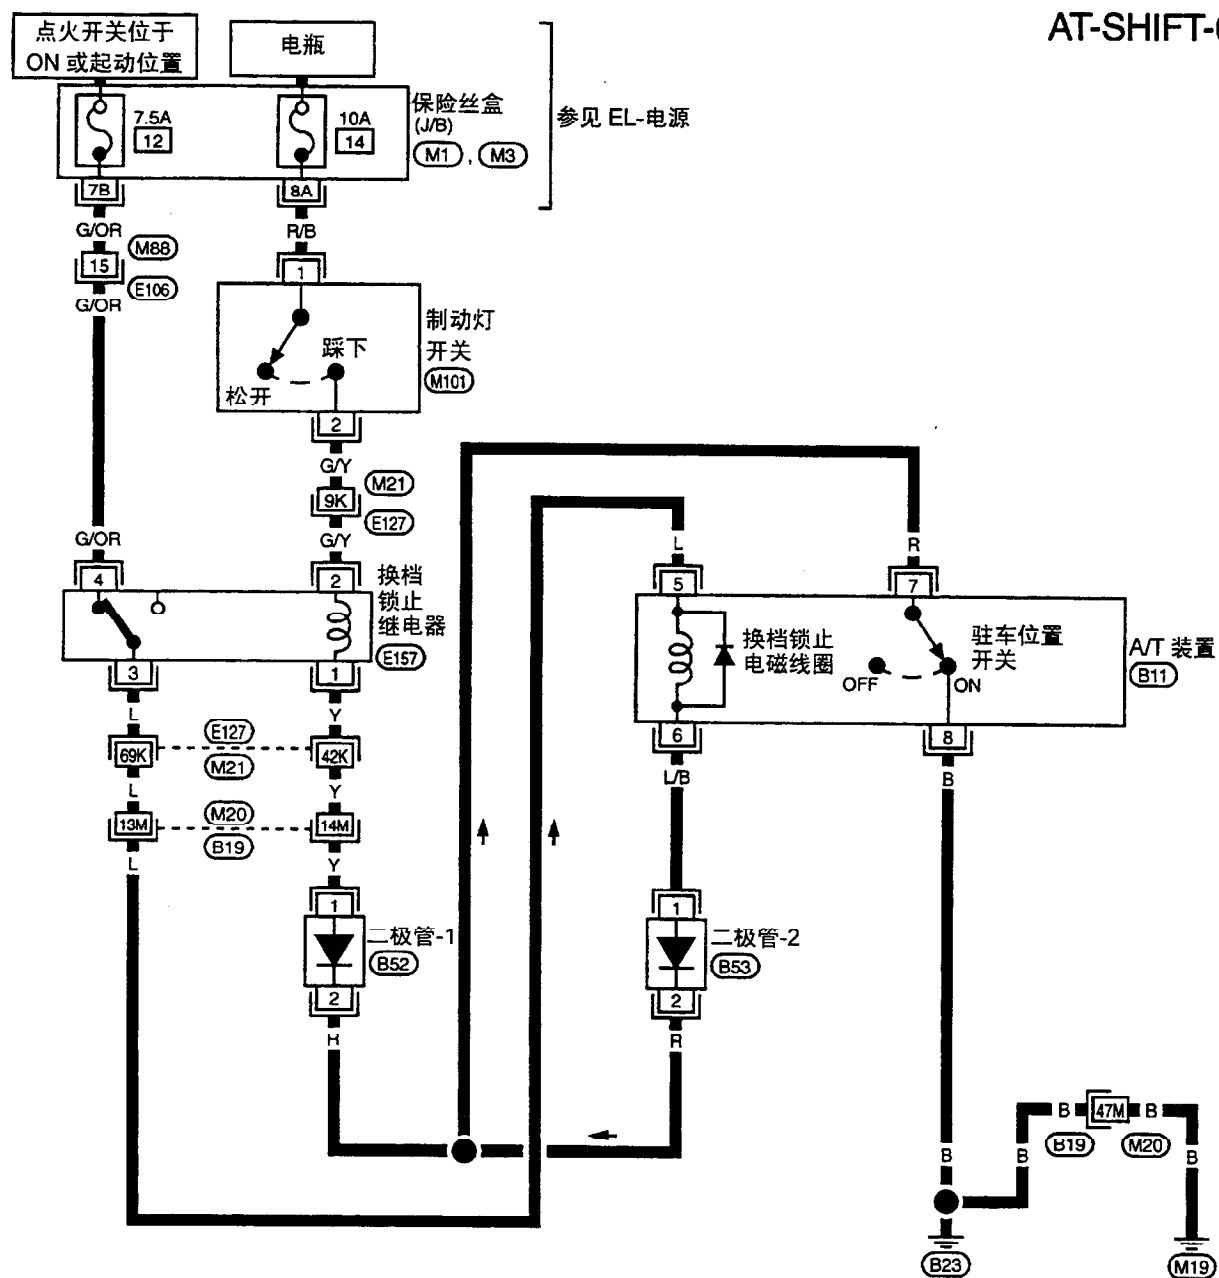 AT-SHIFT-
点火开关位于
ON 或起动位置
电瓶
7.5A
12
10A
14
保险丝盒
(J/B)
M1 , M3
参见 EL-电源
7B
8A
G/OR
R/B
M88
15
E106
G/OR
1
制动灯
开关
M101
踩下
松开
2
G/Y
M21
9K
E127
G/Y
G/OR
L
R
4
2
换档
锁止
继电器
E157
3
1
5
7
换档锁止
电磁线圈
驻车位置
开关
OFF
ON
A/T 装置
B11
6
8
L
Y
L/B
B
E127
69K
42K
M21
L
Y
M20
13M
14M
B19
L
Y
1
二极管-1
B52
2
R
1
二极管-2
B53
2
R
B
47M
B
B19
M20
B
B
B
B23
M19